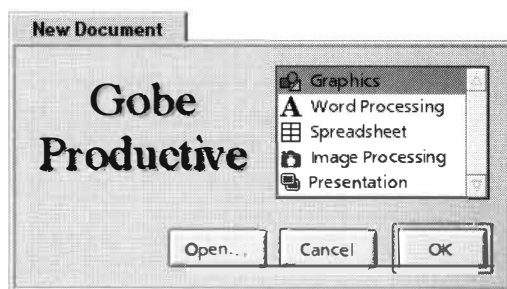 New Document
Gobe
Productive
Graphics
Word Processing
Spreadsheet
Image Processing
Presentation
Open...
Cancel
OK